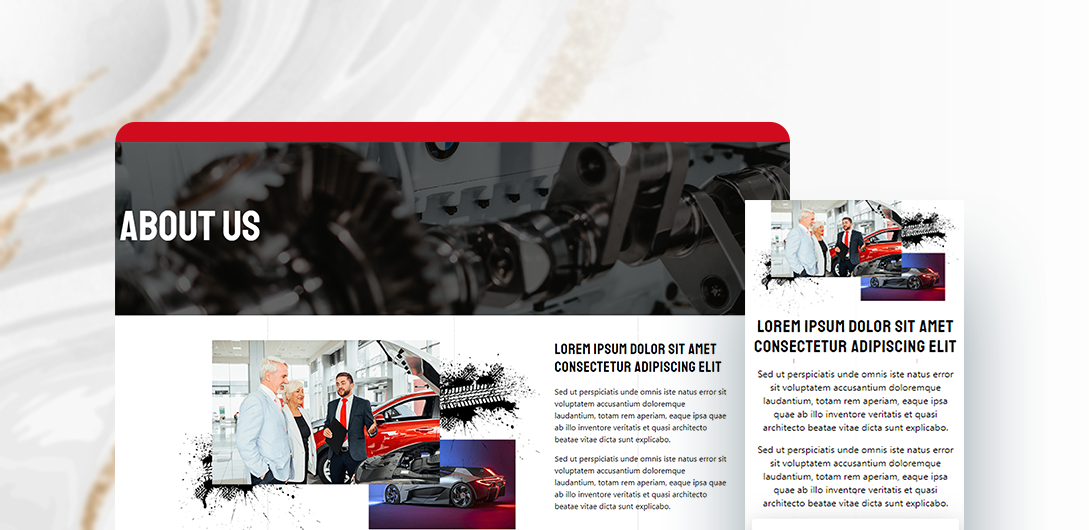 ABOUT US
LOREM IPSUM DOLOR SIT AMET
CONSECTETUR ADIPISCING ELIT
Sed ut perspiciatis unde omnis iste natus error sit
voluptatem accusantium doloremque
laudantium, totam rem aperiam, eaque ipsa quae
ab illo inventore veritatis et quasi architecto
beatae vitae dicta sunt explicabo.
Sed ut perspiciatis unde omnis iste natus error sit
voluptatem accusantium doloremque
laudantium, totam rem aperiam, eaque ipsa quae
ab illo inventore veritatis et quasi architecto
beatae vitae dicta sunt explicabo.
LOREM IPSUM DOLOR SIT AMET
CONSECTETUR ADIPISCING ELIT
Sed ut perspiciatis unde omnis iste natus error
sit voluptatem accusantium doloremque
laudantium, totam rem aperiam, eaque ipsa
quae ab illo inventore veritatis et quasi
architecto beatae vitae dicta sunt explicabo.
Sed ut perspiciatis unde omnis iste natus error
sit voluptatem accusantium doloremque
laudantium, totam rem aperiam, eaque ipsa
quae ab illo inventore veritatis et quasi
architecto beatae vitae dicta sunt explicabo.